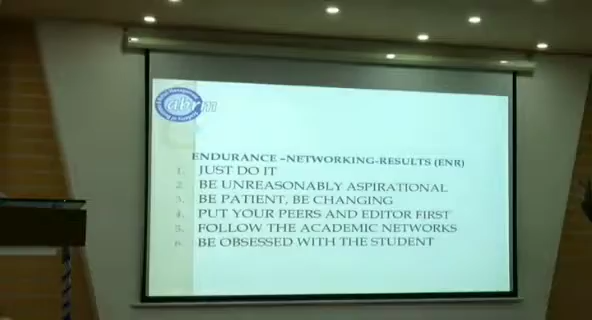 abrm
ENDURANCE –NETWORKING-RESULTS (ENR)
1. JUST DO IT
2. BE UNREASONABLY ASPIRATIONAL
3. BE PATIENT, BE CHANGING
4. PUT YOUR PEERS AND EDITOR FIRST
5. FOLLOW THE ACADEMIC NETWORKS
6. BE OBSESSED WITH THE STUDENT